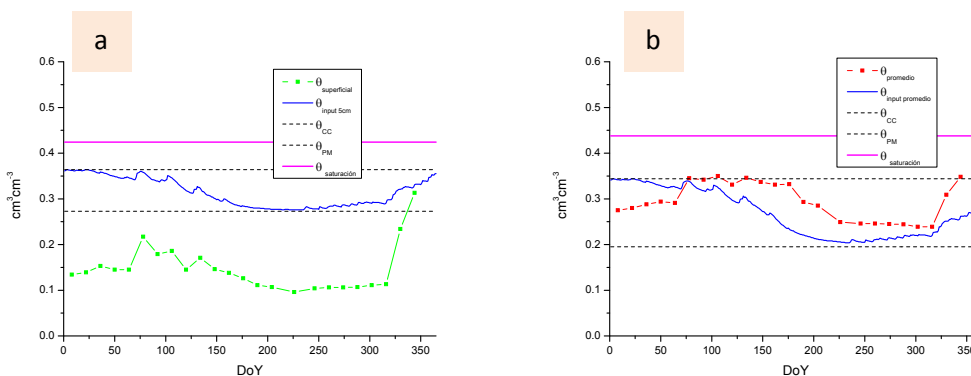 a
0.6
0.5
0.4
0.3
0.2
0.1
0.0
cm cm⁻³
0 50 100 150 200 250 300 350
DoY
θsuperficial
θinput 5cm
θCC
θPM
θsaturación
b
0.6
0.5
0.4
0.3
0.2
0.1
0.0
cm³cm⁻³
0 50 100 150 200 250 300 350
DoY
θpromedio
θinput promedio
θCC
θPM
θsaturación